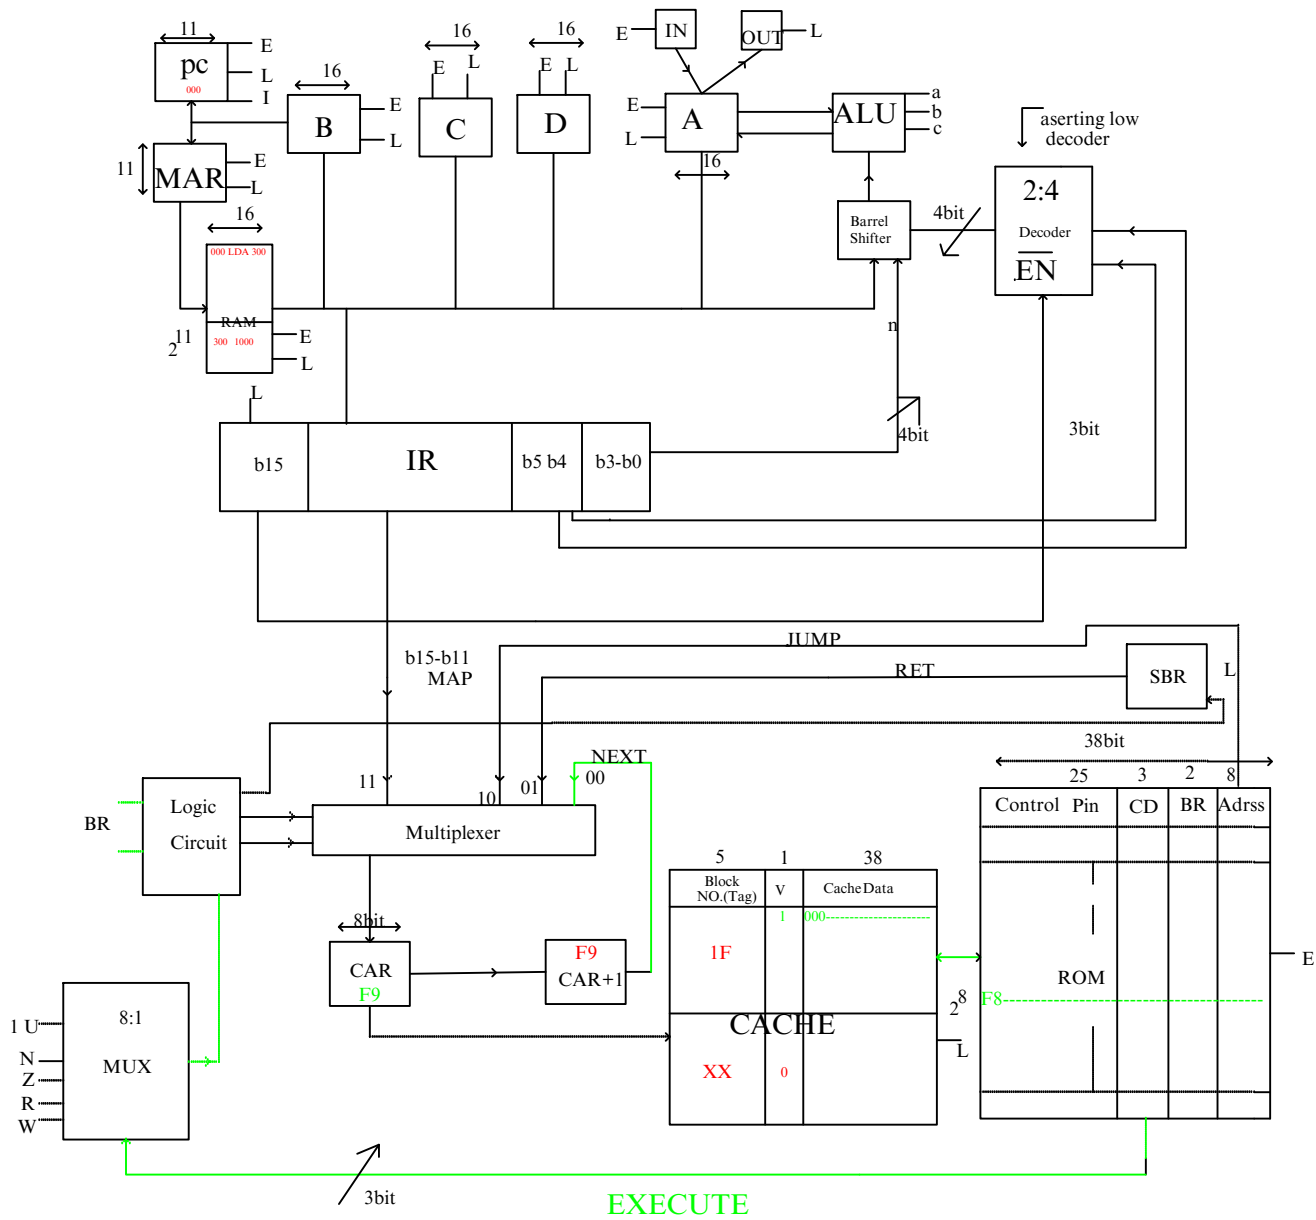 11
E
pc
L
000
I
16
B
E
L
16
E
L
C
16
E
L
D
E
IN
OUT
L
E
A
L
16
ALU
a
b
c
aserting low
decoder
11
MAR
E
L
16
000 LDA 300
RAM
300 1000
E
L
2
11
Barrel
Shifter
4bit
2:4
Decoder
EN
n
4bit
3bit
L
b15
IR
b5 b4
b3-b0
b15-b11
MAP
JUMP
RET
SBR
L
NEXT
11
10
01
00
BR
Logic
Circuit
Multiplexer
38bit
25
3
2
8
Control Pin
CD
BR
Adrss
8bit
CAR
F9
F9
CAR+1
5
1
38
Block
NO.(Tag)
V
Cache Data
1
000
1F
CACHE
XX
0
L
2
8
F8
ROM
E
8:1
MUX
1 U
N
Z
R
W
3bit
EXECUTE